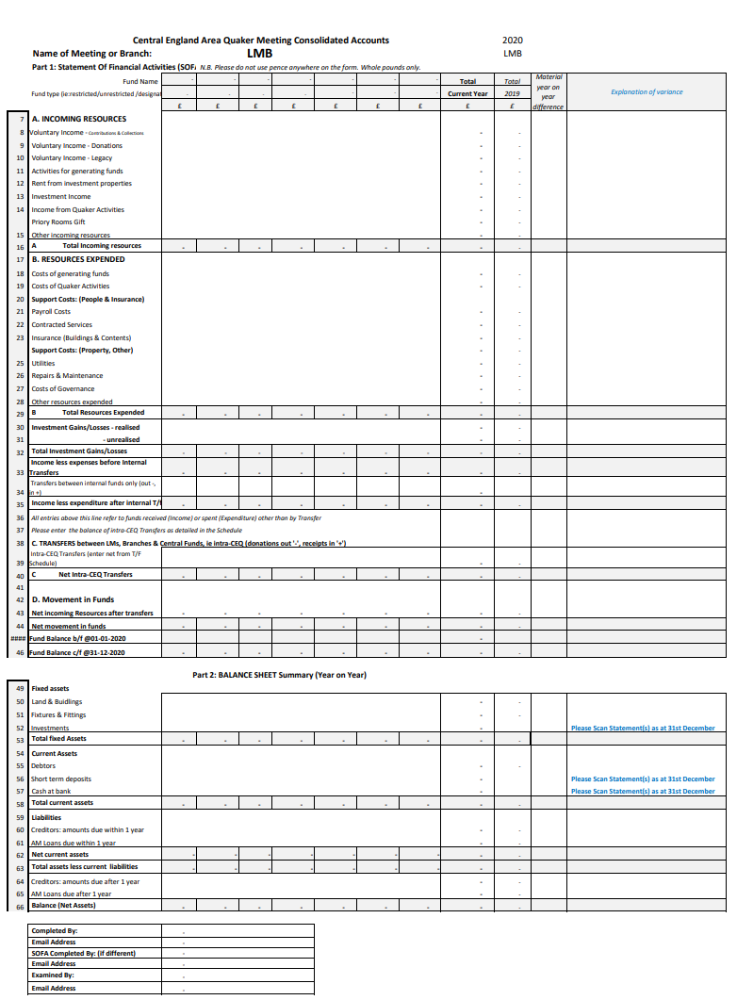 Central England Area Quaker Meeting Consolidated Accounts 2020
Name of Meeting or Branch: LMB LMB
Part 1: Statement Of Financial Activities (SOFA N.B. Please do not use pence anywhere on the form. Whole pounds only.
Fund Name - - - - - - - Total Total Material year on year difference Explanation of variance
Fund type (ie:restricted/unrestricted /designat - - - - - - - Current Year 2019
£ £ £ £ £ £ £ £ £
7 A. INCOMING RESOURCES
8 Voluntary Income - Contributions & Collections - -
9 Voluntary Income - Donations - -
10 Voluntary Income - Legacy - -
11 Activities for generating funds - -
12 Rent from investment properties - -
13 Investment Income - -
14 Income from Quaker Activities - -
Priory Rooms Gift - -
15 Other incoming resources - -
16 A Total Incoming resources - - - - - - - - -
17 B. RESOURCES EXPENDED
18 Costs of generating funds - -
19 Costs of Quaker Activities - -
20 Support Costs: (People & Insurance) - -
21 Payroll Costs - -
22 Contracted Services - -
23 Insurance (Buildings & Contents) - -
Support Costs: (Property, Other) - -
25 Utilities - -
26 Repairs & Maintenance - -
27 Costs of Governance - -
28 Other resources expended - -
29 B Total Resources Expended - - - - - - - - -
30 Investment Gains/Losses - realised - -
31 - unrealised - -
32 Total Investment Gains/Losses - - - - - - - - -
33 Income less expenses before Internal Transfers - - - - - - - - -
34 Transfers between internal funds only (out -, in +) -
35 Income less expenditure after internal T/F - - - - - - - - -
36 All entries above this line refer to funds received (Income) or spent (Expenditure) other than by Transfer
37 Please enter the balance of intra-CEQ Transfers as detailed in the Schedule
38 C. TRANSFERS between LMs, Branches & Central Funds, ie intra-CEQ (donations out '-', receipts in '+')
39 Intra-CEQ Transfers (enter net from T/F Schedule) - -
40 C Net Intra-CEQ Transfers - - - - - - - - -
41
42 D. Movement in Funds
43 Net incoming Resources after transfers - - - - - - - - -
44 Net movement in funds - - - - - - - - -
#### Fund Balance b/f @01-01-2020 - -
46 Fund Balance c/f @31-12-2020 - - - - - - - - -
Part 2: BALANCE SHEET Summary (Year on Year)
49 Fixed assets
50 Land & Buidlings - -
51 Fixtures & Fittings - -
52 Investments - Please Scan Statement(s) as at 31st December
53 Total fixed Assets - - - - - - - - -
54 Current Assets
55 Debtors - -
56 Short term deposits - Please Scan Statement(s) as at 31st December
57 Cash at bank - Please Scan Statement(s) as at 31st December
58 Total current assets - - - - - - - - -
59 Liabilities
60 Creditors: amounts due within 1 year - -
61 AM Loans due within 1 year - -
62 Net current assets - - - - - - - - -
63 Total assets less current liabilities - - - - - - - - -
64 Creditors: amounts due after 1 year - -
65 AM Loans due after 1 year - -
66 Balance (Net Assets) - - - - - - - - -
Completed By: -
Email Address -
SOFA Completed By: (if different) -
Email Address -
Examined By: -
Email Address -